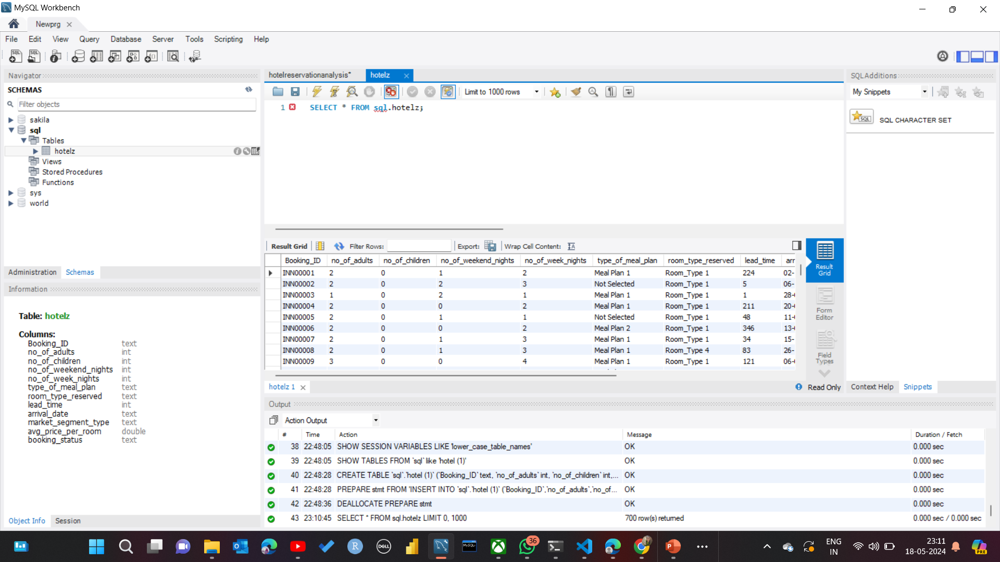 MySQL Workbench
Newprg
File Edit View Query Database Server Tools Scripting Help
Navigator
SCHEMAS
Filter objects
sakila
sql
Tables
hotelz
Views
Stored Procedures
Functions
sys
world
Administration Schemas
Information
Table: hotelz
Columns:
Booking_ID text
no_of_adults int
no_of_children int
no_of_weekend_nights int
no_of_week_nights int
type_of_meal_plan text
room_type_reserved text
lead_time int
arrival_date text
market_segment_type text
avg_price_per_room double
booking_status text
Object Info Session
hotelreservationanalysis* hotelz
Limit to 1000 rows
1 SELECT * FROM sql.hotelz;
Result Grid Filter Rows: Export: Wrap Cell Content:
Booking_ID no_of_adults no_of_children no_of_weekend_nights no_of_week_nights type_of_meal_plan room_type_reserved lead_time arr
INN00001 2 0 1 2 Meal Plan 1 Room_Type 1 224 02-
INN00002 2 0 2 3 Not Selected Room_Type 1 5 06-
INN00003 1 0 2 1 Meal Plan 1 Room_Type 1 1 28-
INN00004 2 0 0 2 Meal Plan 1 Room_Type 1 211 20-
INN00005 2 0 1 1 Not Selected Room_Type 1 48 11-
INN00006 2 0 0 2 Meal Plan 2 Room_Type 1 346 13-
INN00007 2 0 1 3 Meal Plan 1 Room_Type 1 34 15-
INN00008 2 0 1 3 Meal Plan 1 Room_Type 4 83 26-
INN00009 3 0 0 4 Meal Plan 1 Room_Type 1 121 06-
Result
Grid
Form
Editor
Field
Types
hotelz 1
Read Only
SQLAdditions
My Snippets
SQL SQL CHARACTER SET
Context Help Snippets
Output
Action Output
# Time Action Message Duration / Fetch
38 22:48:05 SHOW SESSION VARIABLES LIKE 'lower_case_table_names' OK 0.000 sec
39 22:48:05 SHOW TABLES FROM `sql` like 'hotel (1)' OK 0.000 sec
40 22:48:28 CREATE TABLE `sql`.`hotel (1)` (`Booking_ID` text, `no_of_adults` int, `no_of_children` int,... OK 0.000 sec
41 22:48:28 PREPARE stmt FROM 'INSERT INTO `sql`.`hotel (1)` (`Booking_ID`,`no_of_adults`,`no_of... OK 0.000 sec
42 22:48:36 DEALLOCATE PREPARE stmt OK 0.000 sec
43 23:10:45 SELECT * FROM sql.hotelz LIMIT 0, 1000 700 row(s) returned 0.000 sec / 0.000 sec
R DELL MySQL 36 P
ENG
IN
23:11
18-05-2024
PRE